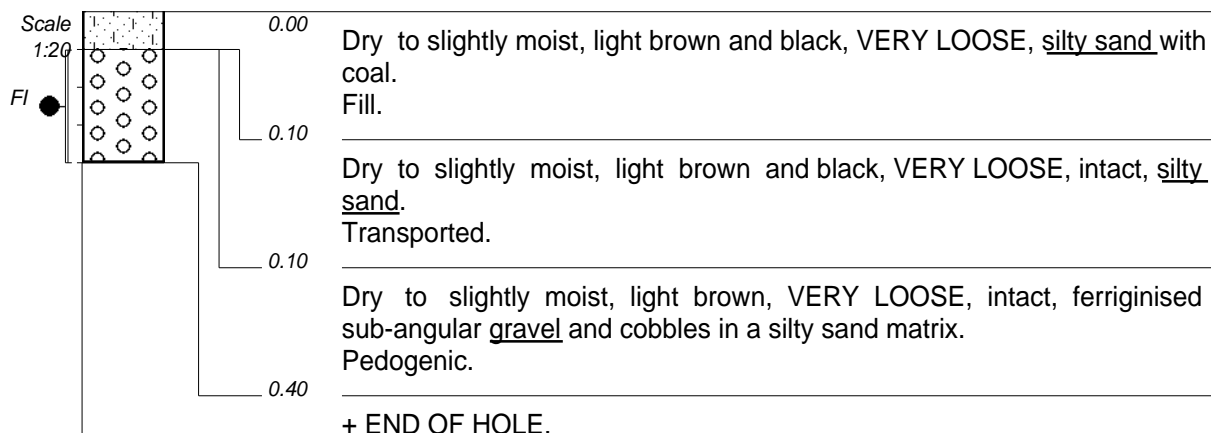 Scale
1:20
FI
0.00
Dry to slightly moist, light brown and black, VERY LOOSE, silty sand with
coal.
Fill.
0.10
Dry to slightly moist, light brown and black, VERY LOOSE, intact, silty
sand.
Transported.
0.10
Dry to slightly moist, light brown, VERY LOOSE, intact, ferriginised
sub-angular gravel and cobbles in a silty sand matrix.
Pedogenic.
0.40
+ END OF HOLE.